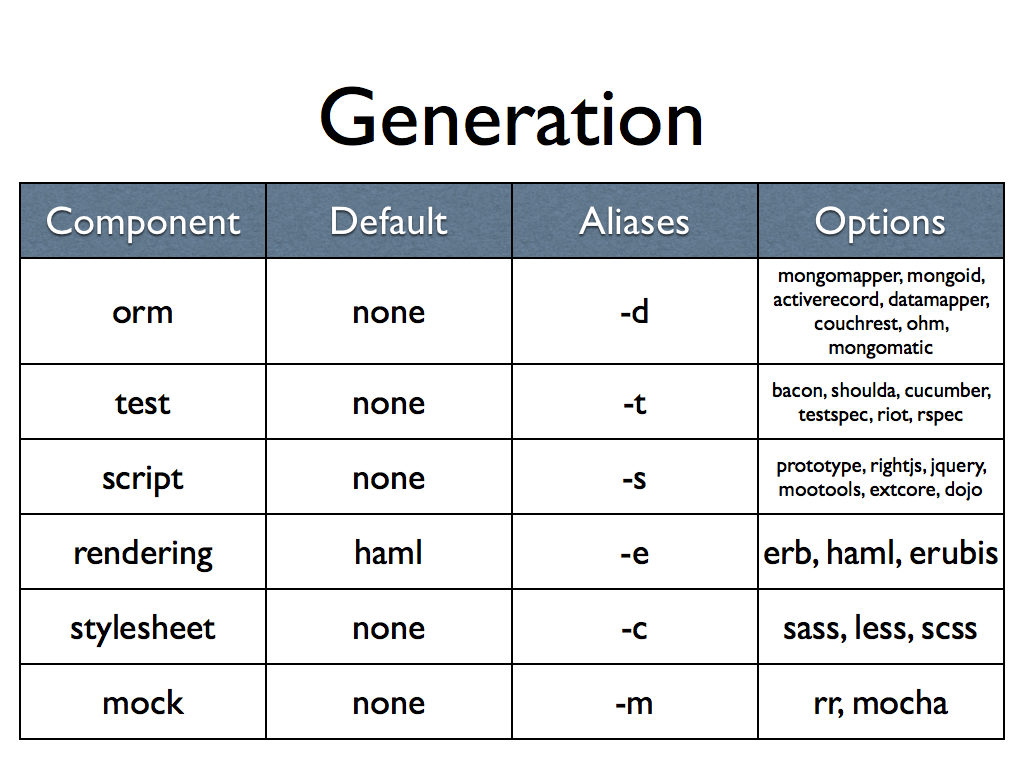 Generation
Component Default Aliases Options
orm none -d mongomapper, mongoid,
activerecord, datamapper,
couchrest, ohm,
mongomatic
test none -t bacon, shoulda, cucumber,
testspec, riot, rspec
script none -s prototype, rightjs, jquery,
mootools, extcore, dojo
rendering haml -e erb, haml, erubis
stylesheet none -c sass, less, scss
mock none -m rr, mocha